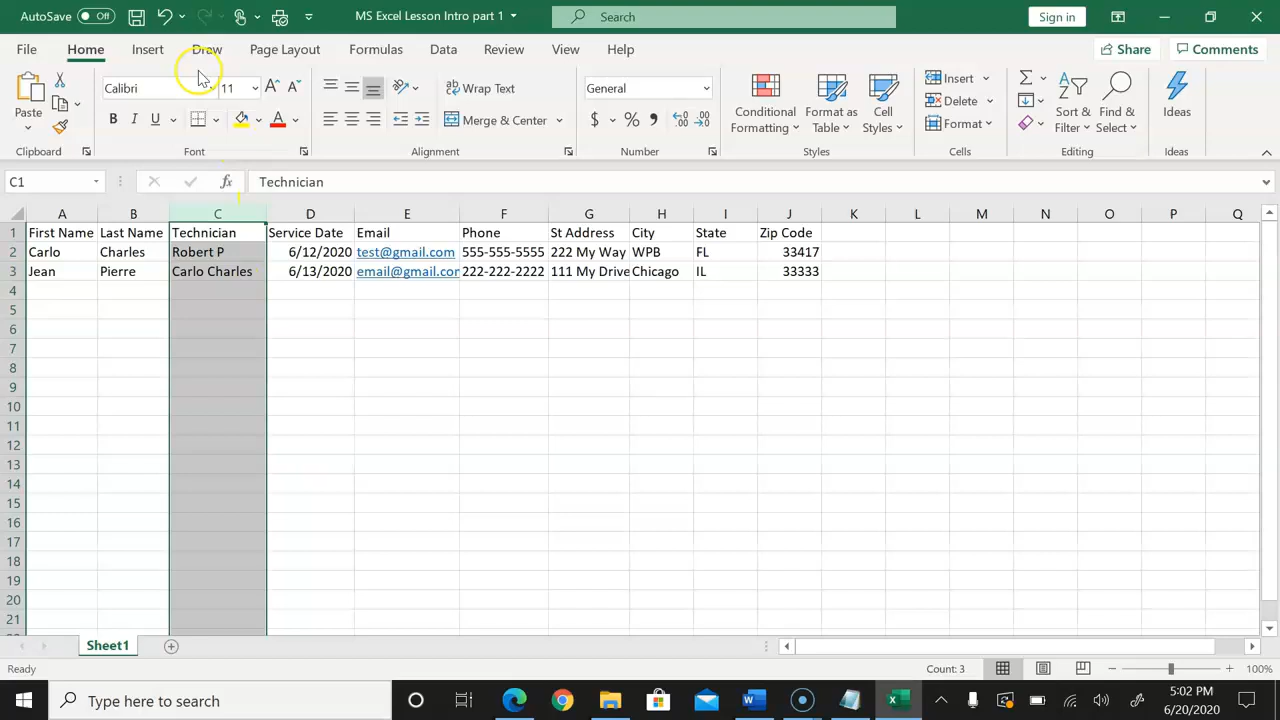 AutoSave Off MS Excel Lesson Intro part 1 Search Sign in
File Home Insert Draw Page Layout Formulas Data Review View Help Share Comments
Paste Calibri 11 Wrap Text General Conditional Formatting Format as Table Cell Styles Insert Sort & Filter Find & Select Ideas
B I U Merge & Center $ % Delete
Format
Clipboard Font Alignment Number Styles Cells Editing Ideas
C1 fx Technician
A B C D E F G H I J K L M N O P Q
1 First Name Last Name Technician Service Date Email Phone St Address City State Zip Code
2 Carlo Charles Robert P 6/12/2020 test@gmail.com 555-555-5555 222 My Way WPB FL 33417
3 Jean Pierre Carlo Charles 6/13/2020 email@gmail.cor 222-222-2222 111 My Drive Chicago IL 33333
4
5
6
7
8
9
10
11
12
13
14
15
16
17
18
19
20
21
Sheet1
Ready Count: 3 100%
Type here to search 5:02 PM
6/20/2020